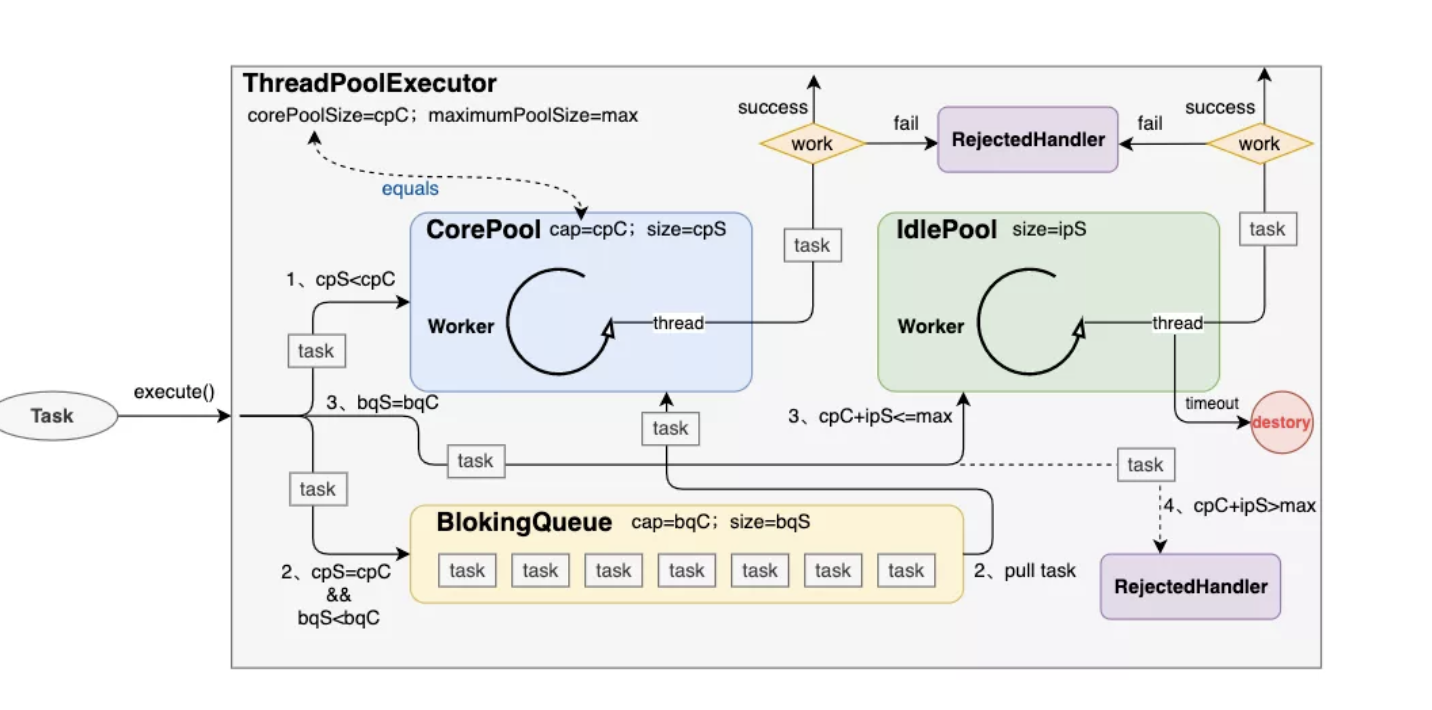 ThreadPoolExecutor
corePoolSize=cpC；maximumPoolSize=max
equals
success
work
fail
RejectedHandler
fail
success
work
task
task
CorePool cap=cpC；size=cpS
Worker
thread
IdlePool size=ipS
Worker
thread
timeout
destory
1、cpS<cpC
task
Task
execute()
3、bqS=bqC
task
task
3、cpC+ipS<=max
task
4、cpC+ipS>max
RejectedHandler
task
2、cpS=cpC
&&
bqS<bqC
BlokingQueue cap=bqC；size=bqS
task task task task task task task
2、pull task